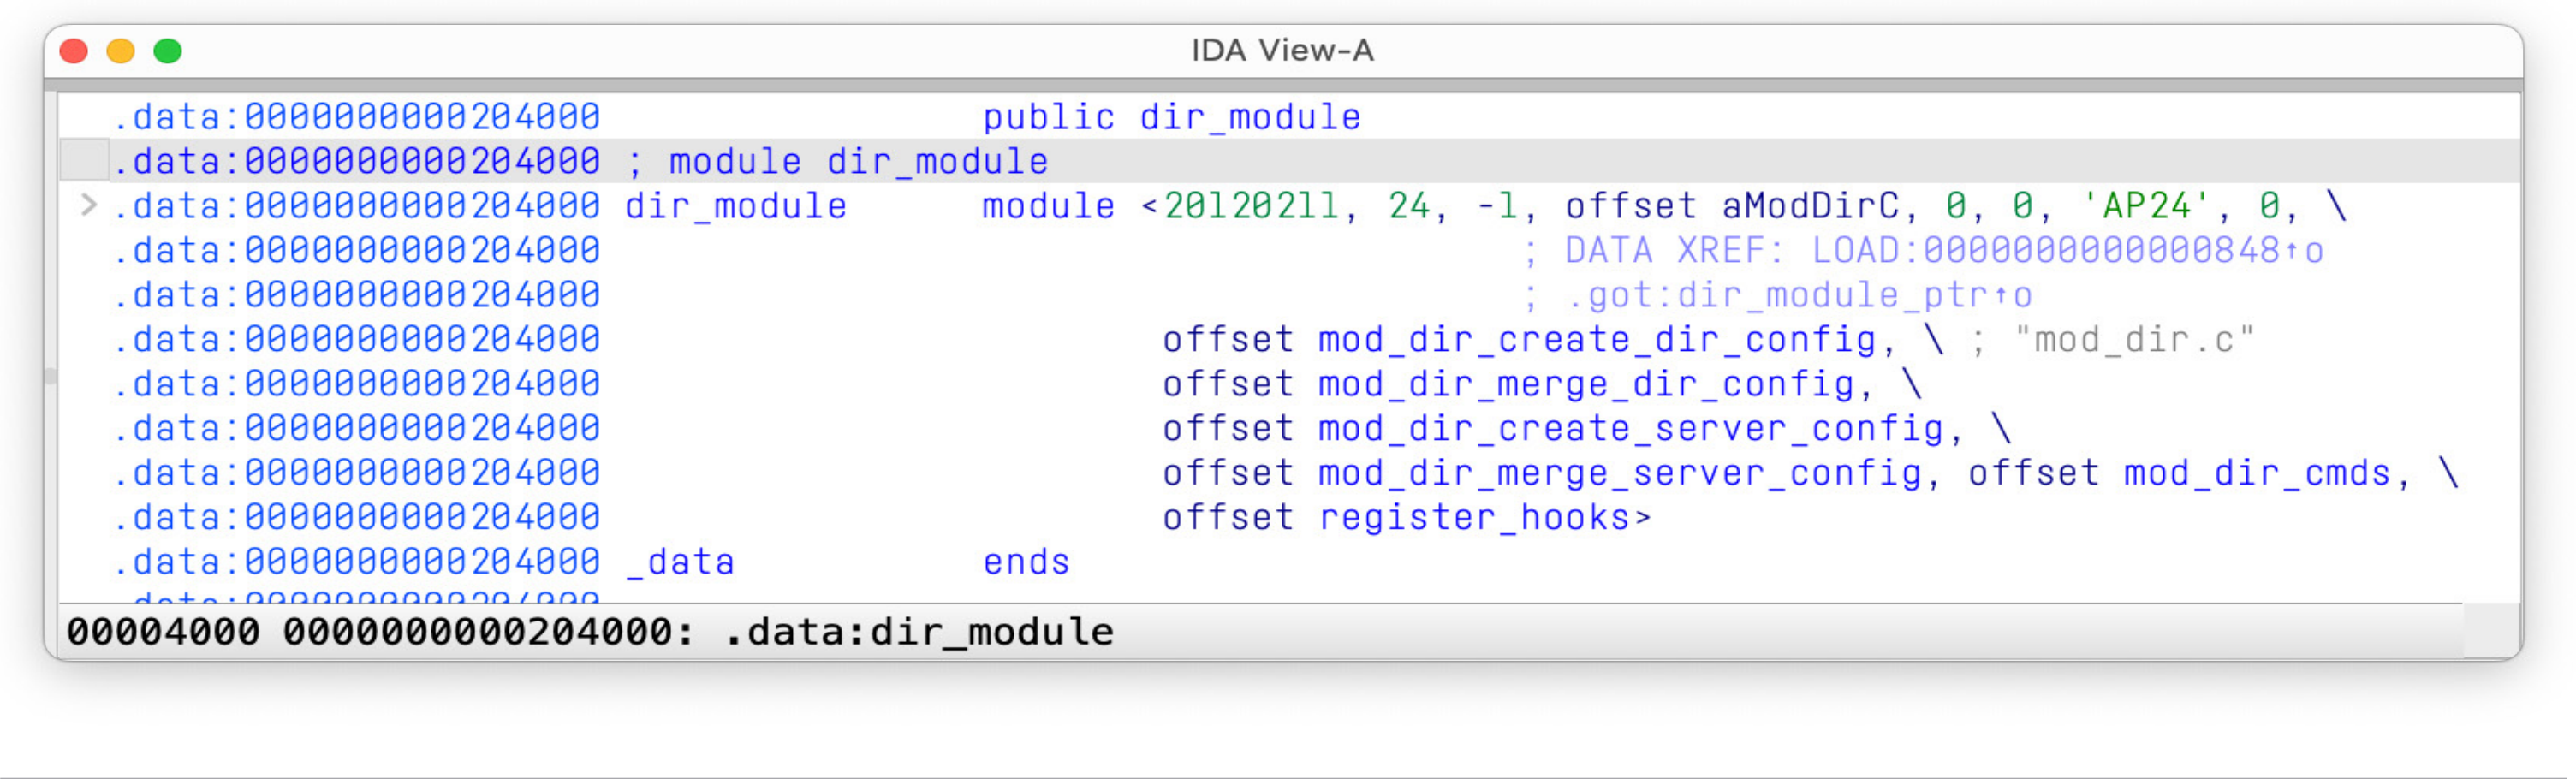 IDA View-A
.data:0000000000204000 public dir_module
.data:0000000000204000 ; module dir_module
> .data:0000000000204000 dir_module module <20120211, 24, -1, offset aModDirC, 0, 0, 'AP24', 0, \
.data:0000000000204000 ; DATA XREF: LOAD:0000000000000848↑o
.data:0000000000204000 ; .got:dir_module_ptr↑o
.data:0000000000204000 offset mod_dir_create_dir_config, \ ; "mod_dir.c"
.data:0000000000204000 offset mod_dir_merge_dir_config, \
.data:0000000000204000 offset mod_dir_create_server_config, \
.data:0000000000204000 offset mod_dir_merge_server_config, offset mod_dir_cmds, \
.data:0000000000204000 offset register_hooks>
.data:0000000000204000 _data ends
.data:0000000000204000
00004000 0000000000204000: .data:dir_module